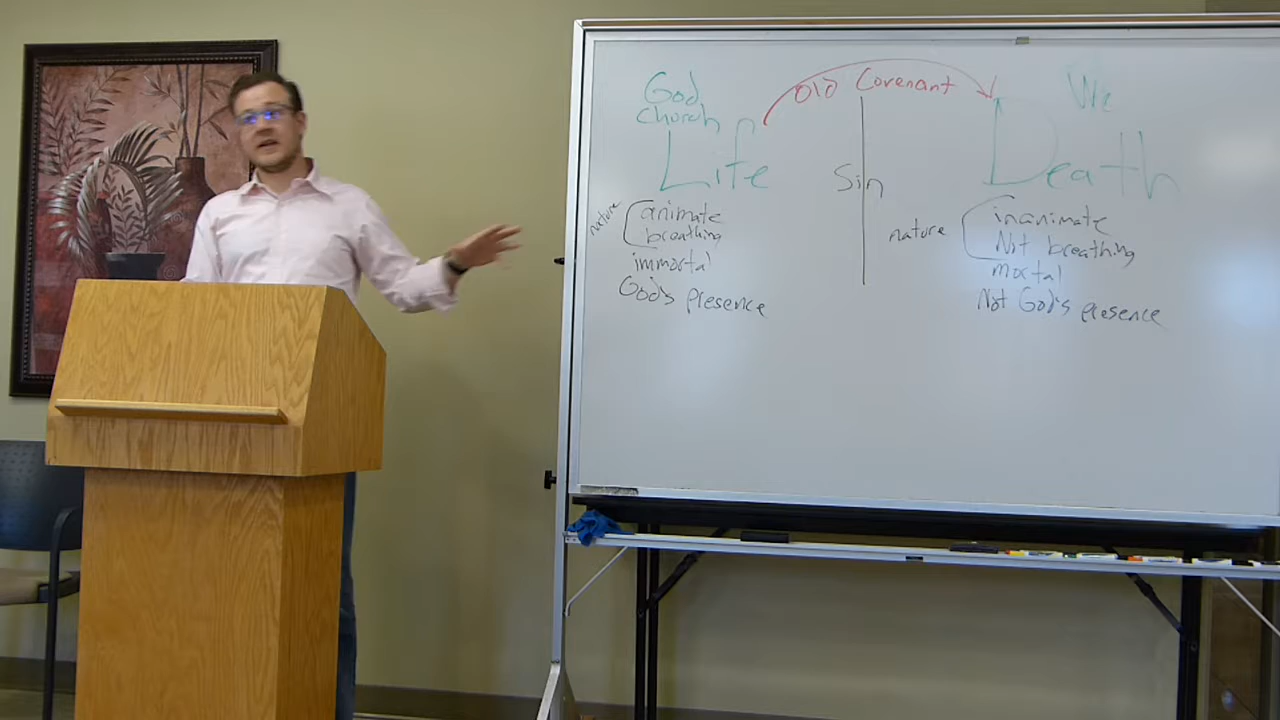 God
church
Life
nature
animate
breathing
immortal
God's presence
Old Covenant
Sin
We
Death
nature
inanimate
Not breathing
mortal
Not God's presence